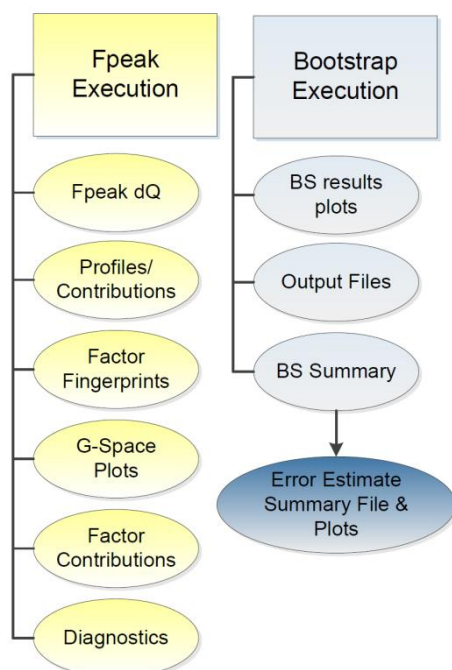 Fpeak
Execution
Fpeak dQ
Profiles/
Contributions
Factor
Fingerprints
G-Space
Plots
Factor
Contributions
Diagnostics
Bootstrap
Execution
BS results
plots
Output Files
BS Summary
Error Estimate
Summary File &
Plots